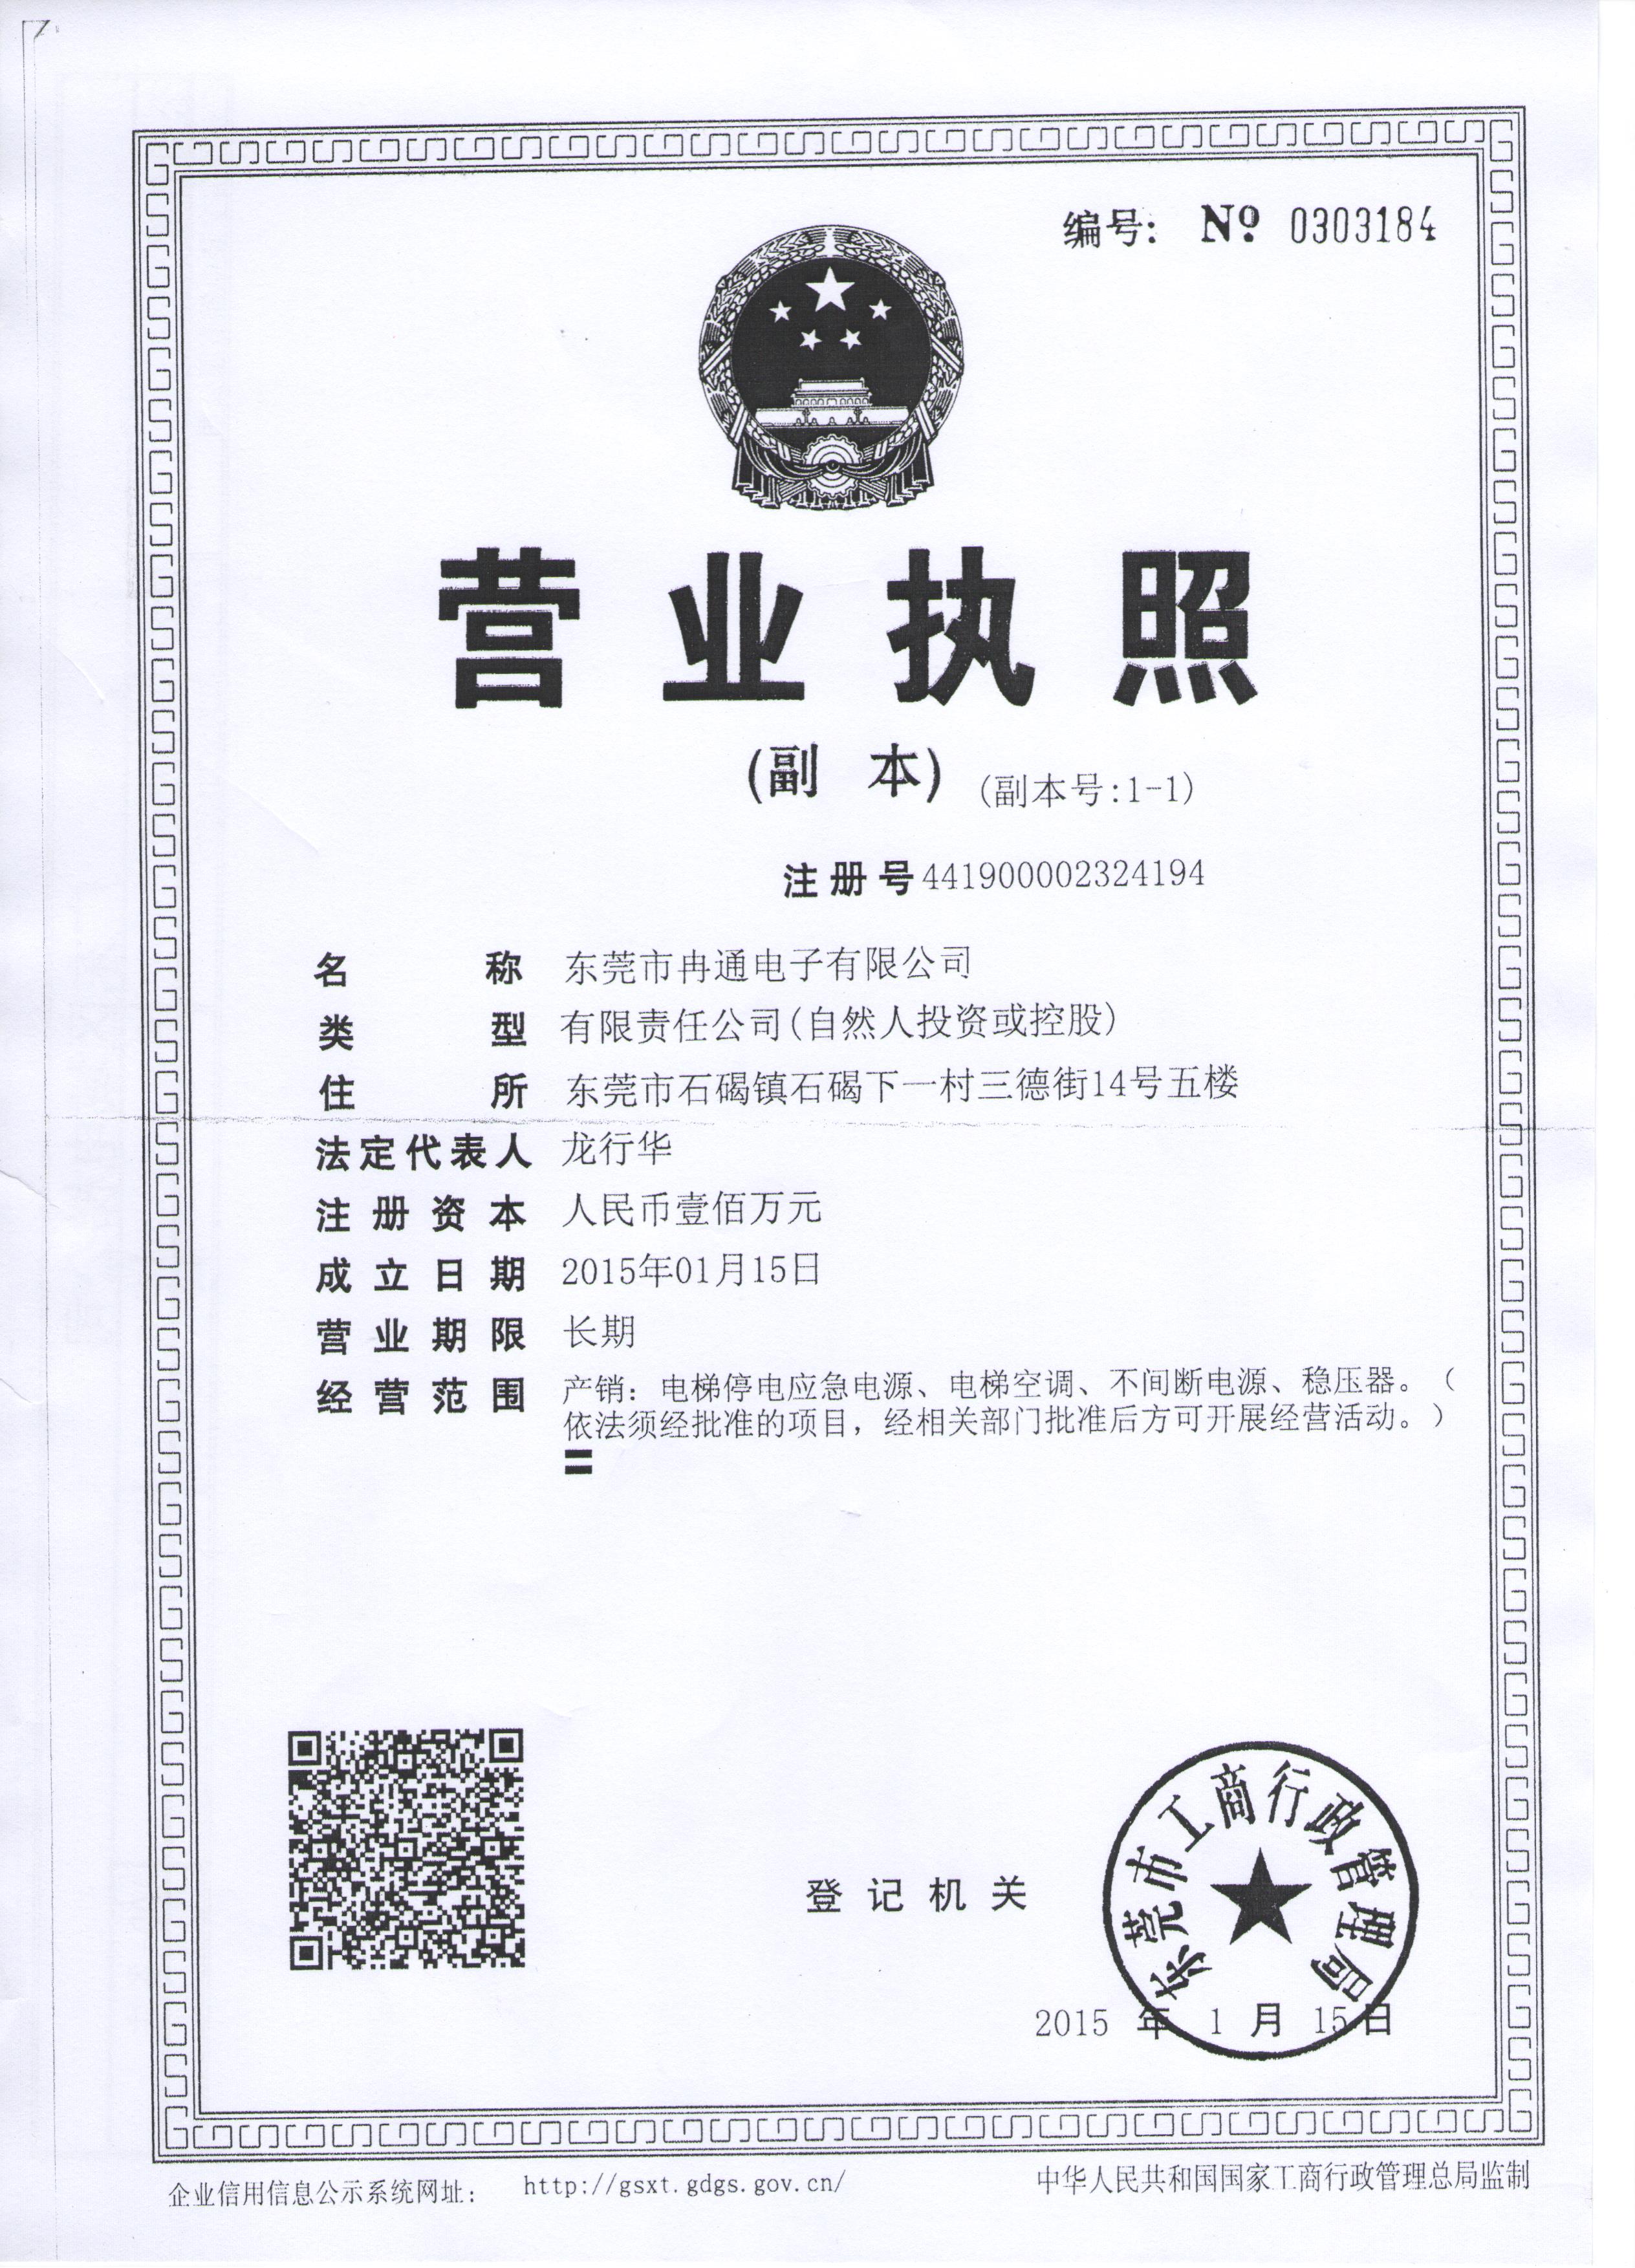 编号: Nº 0303184
营业执照
(副 本) (副本号:1-1)
注册号441900002324194
名称 东莞市冉通电子有限公司
类型 有限责任公司(自然人投资或控股)
住所 东莞市石碣镇石碣下一村三德街14号五楼
法定代表人 龙行华
注册资本 人民币壹佰万元
成立日期 2015年01月15日
营业期限 长期
经营范围 产销：电梯停电应急电源、电梯空调、不间断电源、稳压器。（
依法须经批准的项目，经相关部门批准后方可开展经营活动。）
〓
东莞市工商行政管理局
登记机关
2015 年 1 月 15 日
企业信用信息公示系统网址： http://gsxt.gdgs.gov.cn/ 中华人民共和国国家工商行政管理总局监制